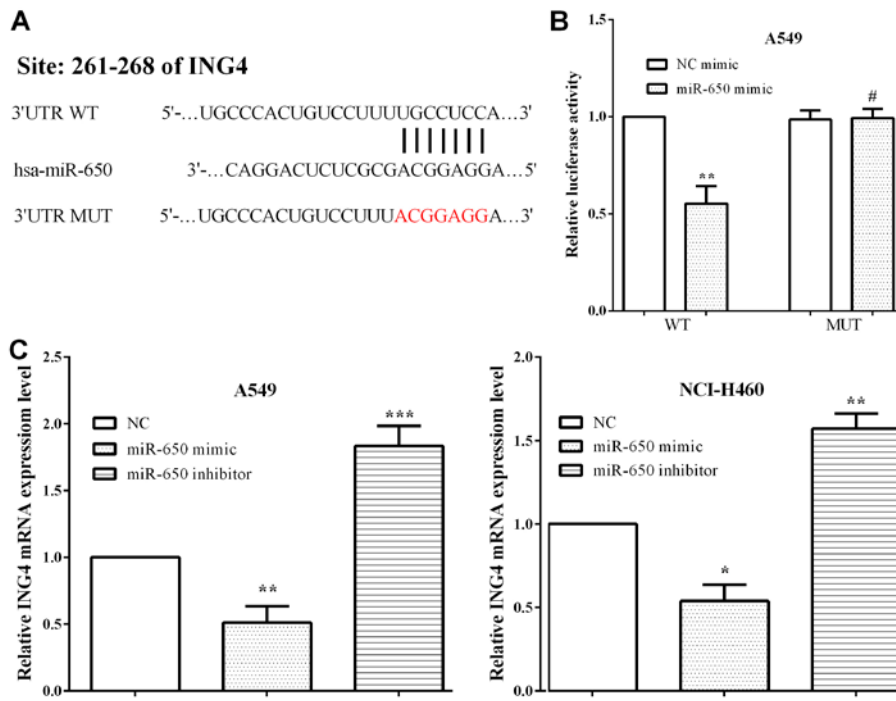 A
Site: 261-268 of ING4
3'UTR WT 5'-...UGCCCACUGUCCUUUUGCCUCCA...3'
hsa-miR-650 3'-...CAGGACUCUCGCGACGGAGGA...5'
3'UTR MUT 5'-...UGCCCACUGUCCUUUACGGAGGA...3'
B
A549
NC mimic
miR-650 mimic
Relative luciferase activity
1.5
1.0
0.5
0.0
**
#
WT MUT
C
A549
NC
miR-650 mimic
miR-650 inhibitor
Relative ING4 mRNA expressiom level
2.5
2.0
1.5
1.0
0.5
0.0
**
***
NCI-H460
NC
miR-650 mimic
miR-650 inhibitor
Relative ING4 mRNA expressiom level
2.0
1.5
1.0
0.5
0.0
*
**